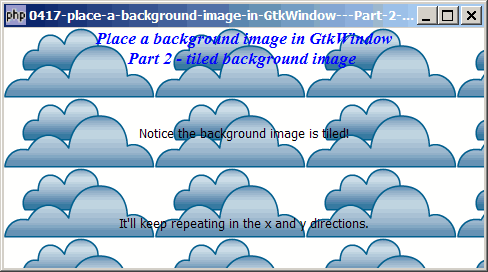 php 0417-place-a-background-image-in-GtkWindow---Part-2-...
Place a background image in GtkWindow
Part 2 - tiled background image
Notice the background image is tiled!
It'll keep repeating in the x and y directions.